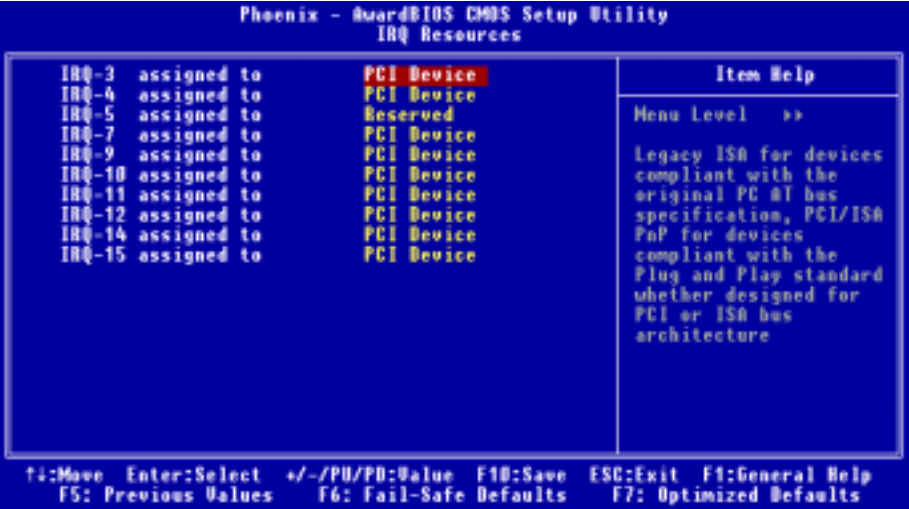 Phoenix - AwardBIOS CMOS Setup Utility
IRQ Resources
IRQ-3 assigned to PCI Device
IRQ-4 assigned to PCI Device
IRQ-5 assigned to Reserved
IRQ-7 assigned to PCI Device
IRQ-9 assigned to PCI Device
IRQ-10 assigned to PCI Device
IRQ-11 assigned to PCI Device
IRQ-12 assigned to PCI Device
IRQ-14 assigned to PCI Device
IRQ-15 assigned to PCI Device
Item Help
Menu Level ▸▸
Legacy ISA for devices
compliant with the
original PC AT bus
specification, PCI/ISA
PnP for devices
compliant with the
Plug and Play standard
whether designed for
PCI or ISA bus
architecture
↑↓:Move Enter:Select +/-/PU/PD:Value F10:Save ESC:Exit F1:General Help
F5: Previous Values F6: Fail-Safe Defaults F7: Optimized Defaults